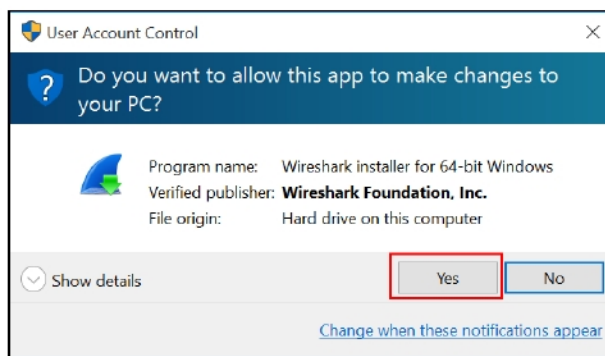 User Account Control
Do you want to allow this app to make changes to
your PC?
Program name: Wireshark installer for 64-bit Windows
Verified publisher: Wireshark Foundation, Inc.
File origin: Hard drive on this computer
Show details
Yes
No
Change when these notifications appear